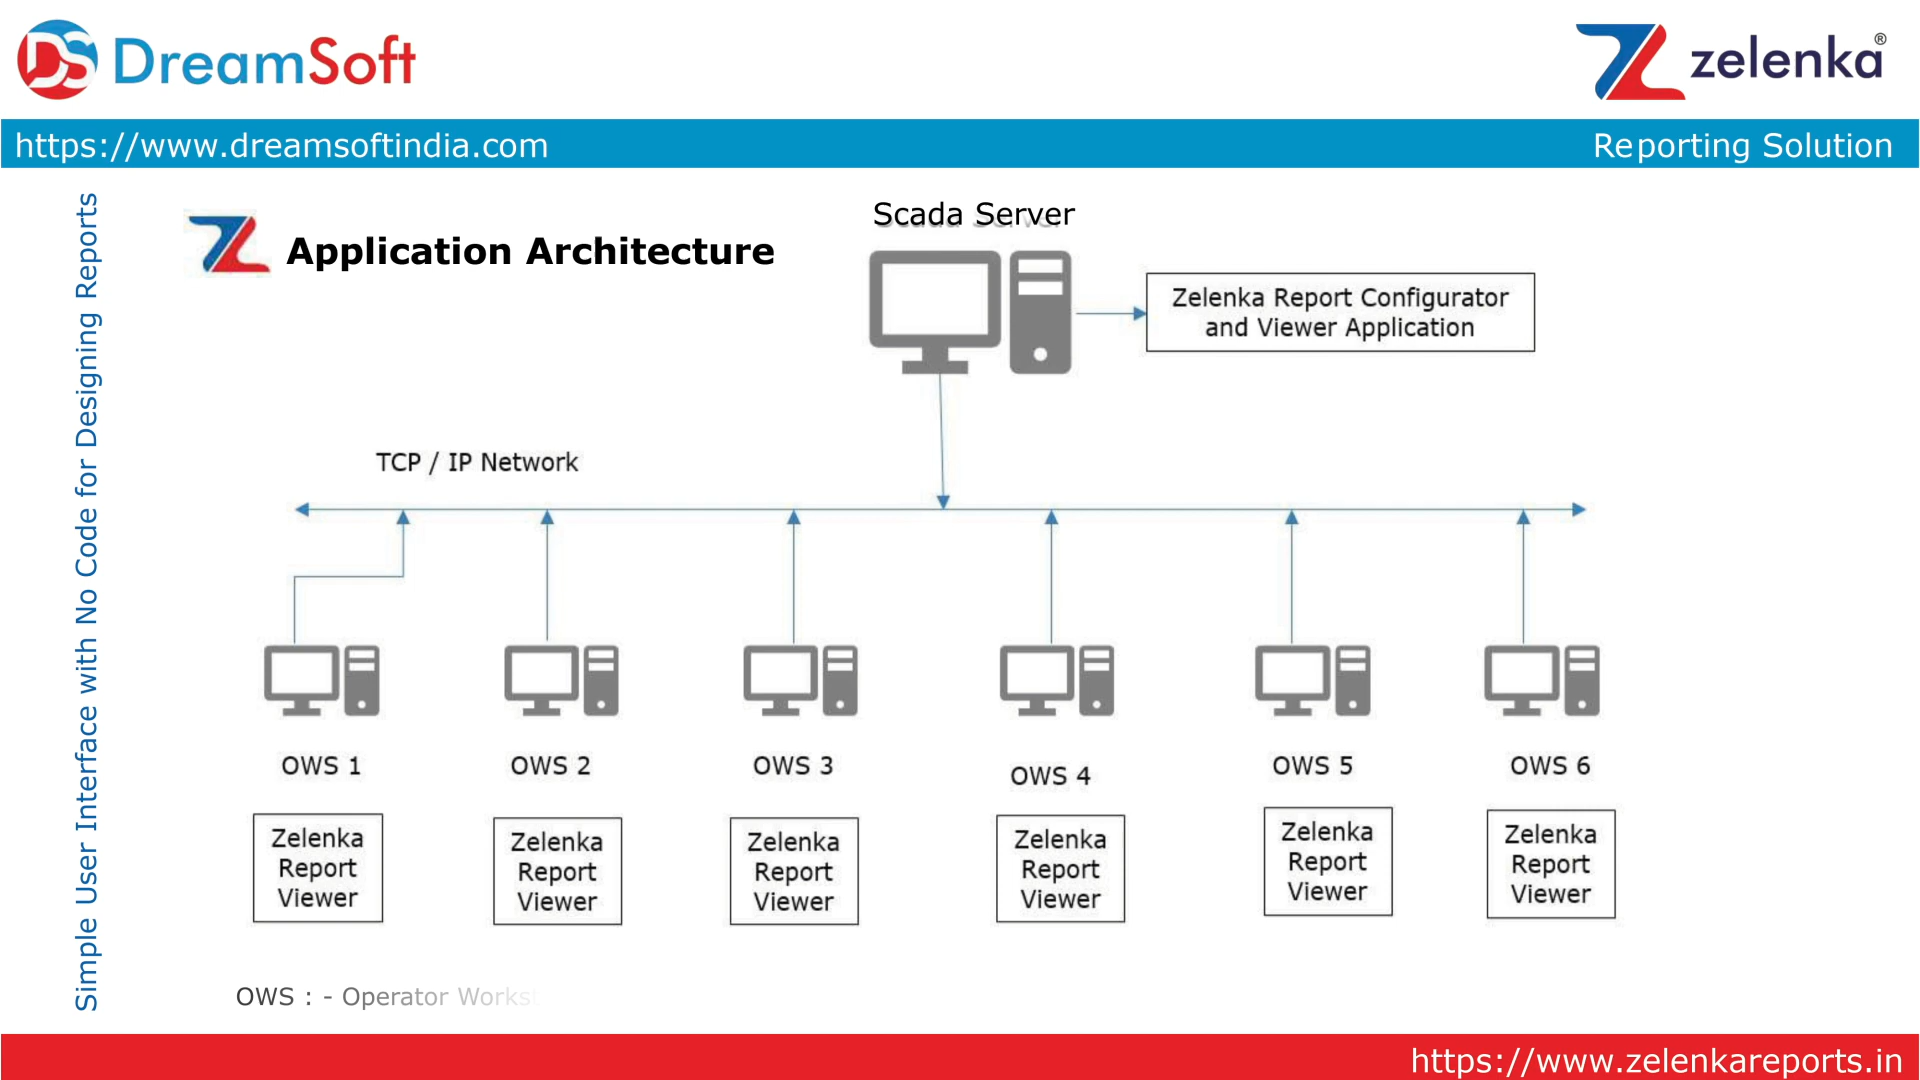 DS DreamSoft
zelenka®
https://www.dreamsoftindia.com
Reporting Solution
Simple User Interface with No Code for Designing Reports
Application Architecture
Scada Server
Zelenka Report Configurator
and Viewer Application
TCP / IP Network
OWS 1
OWS 2
OWS 3
OWS 4
OWS 5
OWS 6
Zelenka
Report
Viewer
Zelenka
Report
Viewer
Zelenka
Report
Viewer
Zelenka
Report
Viewer
Zelenka
Report
Viewer
Zelenka
Report
Viewer
OWS : - Operator
https://www.zelenkareports.in